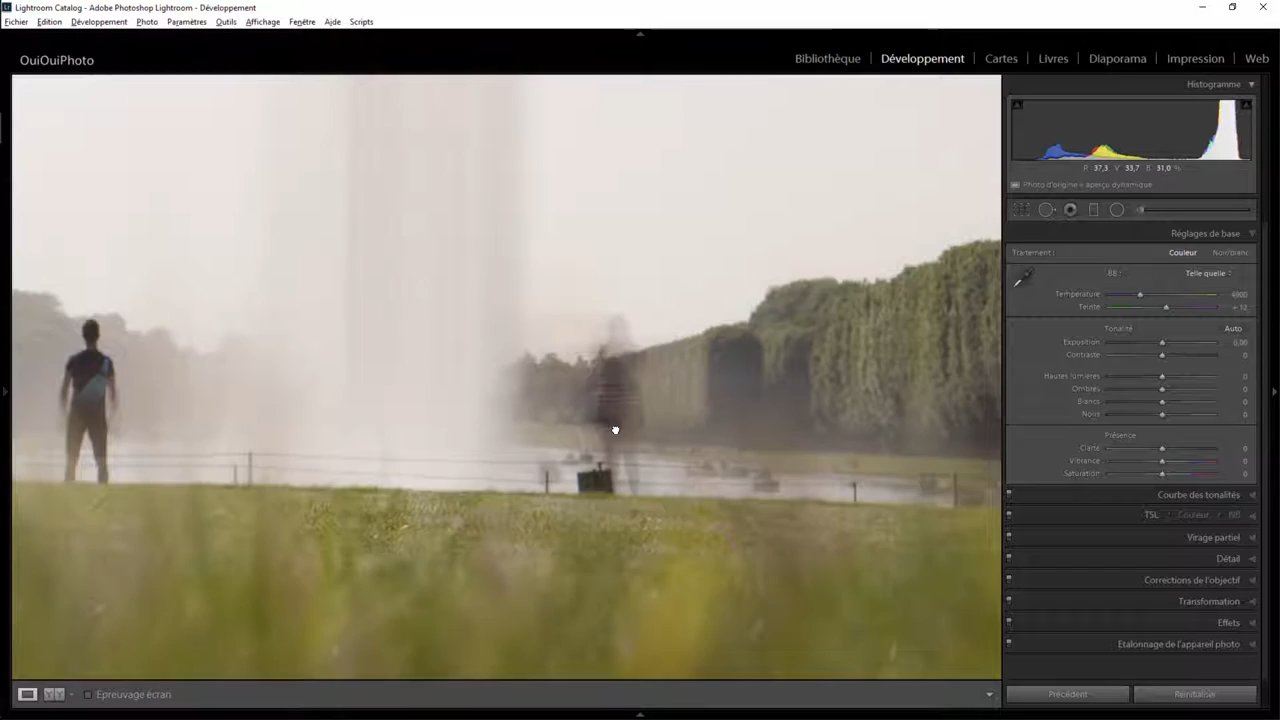 Lightroom Catalog - Adobe Photoshop Lightroom - Développement
Fichier Edition Développement Photo Paramètres Outils Affichage Fenêtre Aide Scripts
OuiOuiPhoto
Bibliothèque | Développement | Cartes | Livres | Diaporama | Impression | Web
Histogramme
R 37,3 V 33,7 B 31,0 %
Photo d'origine + aperçu dynamique
Réglages de base
Traitement : Couleur Noir/blanc
BB : Telle quelle
Température 4900
Teinte + 12
Tonalité Auto
Exposition 0,00
Contraste 0
Hautes lumières 0
Ombres 0
Blancs 0
Noirs 0
Présence
Clarté 0
Vibrance 0
Saturation 0
Courbe des tonalités
TSL / Couleur / NB
Virage partiel
Détail
Corrections de l'objectif
Transformation
Effets
Etalonnage de l'appareil photo
Epreuvage écran
Précédent Réinitialiser